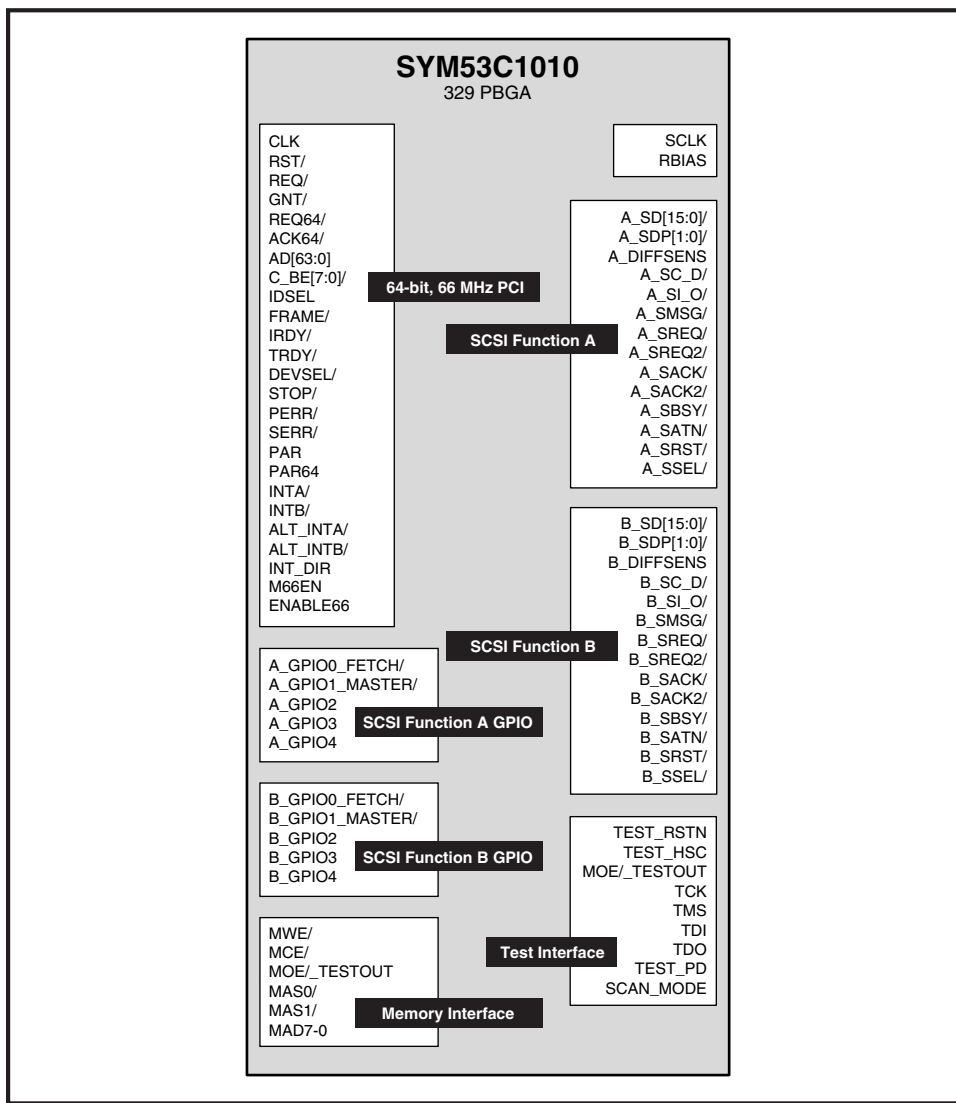 SYM53C1010
329 PBGA
CLK
RST/
REQ/
GNT/
REQ64/
ACK64/
AD[63:0]
C_BE[7:0]/
IDSEL
FRAME/
IRDY/
TRDY/
DEVSEL/
STOP/
PERR/
SERR/
PAR
PAR64
INTA/
INTB/
ALT_INTA/
ALT_INTB/
INT_DIR
M66EN
ENABLE66
64-bit, 66 MHz PCI
A_GPIO0_FETCH/
A_GPIO1_MASTER/
A_GPIO2
A_GPIO3
A_GPIO4
SCSI Function A GPIO
B_GPIO0_FETCH/
B_GPIO1_MASTER/
B_GPIO2
B_GPIO3
B_GPIO4
SCSI Function B GPIO
MWE/
MCE/
MOE/_TESTOUT
MAS0/
MAS1/
MAD7-0
Memory Interface
SCLK
RBIAS
A_SD[15:0]/
A_SDP[1:0]/
A_DIFFSENS
A_SC_D/
A_SI_O/
A_SMSG/
A_SREQ/
A_SREQ2/
A_SACK/
A_SACK2/
A_SBSY/
A_SATN/
A_SRST/
A_SSEL/
SCSI Function A
B_SD[15:0]/
B_SDP[1:0]/
B_DIFFSENS
B_SC_D/
B_SI_O/
B_SMSG/
B_SREQ/
B_SREQ2/
B_SACK/
B_SACK2/
B_SBSY/
B_SATN/
B_SRST/
B_SSEL/
SCSI Function B
TEST_RSTN
TEST_HSC
MOE/_TESTOUT
TCK
TMS
TDI
TDO
TEST_PD
SCAN_MODE
Test Interface